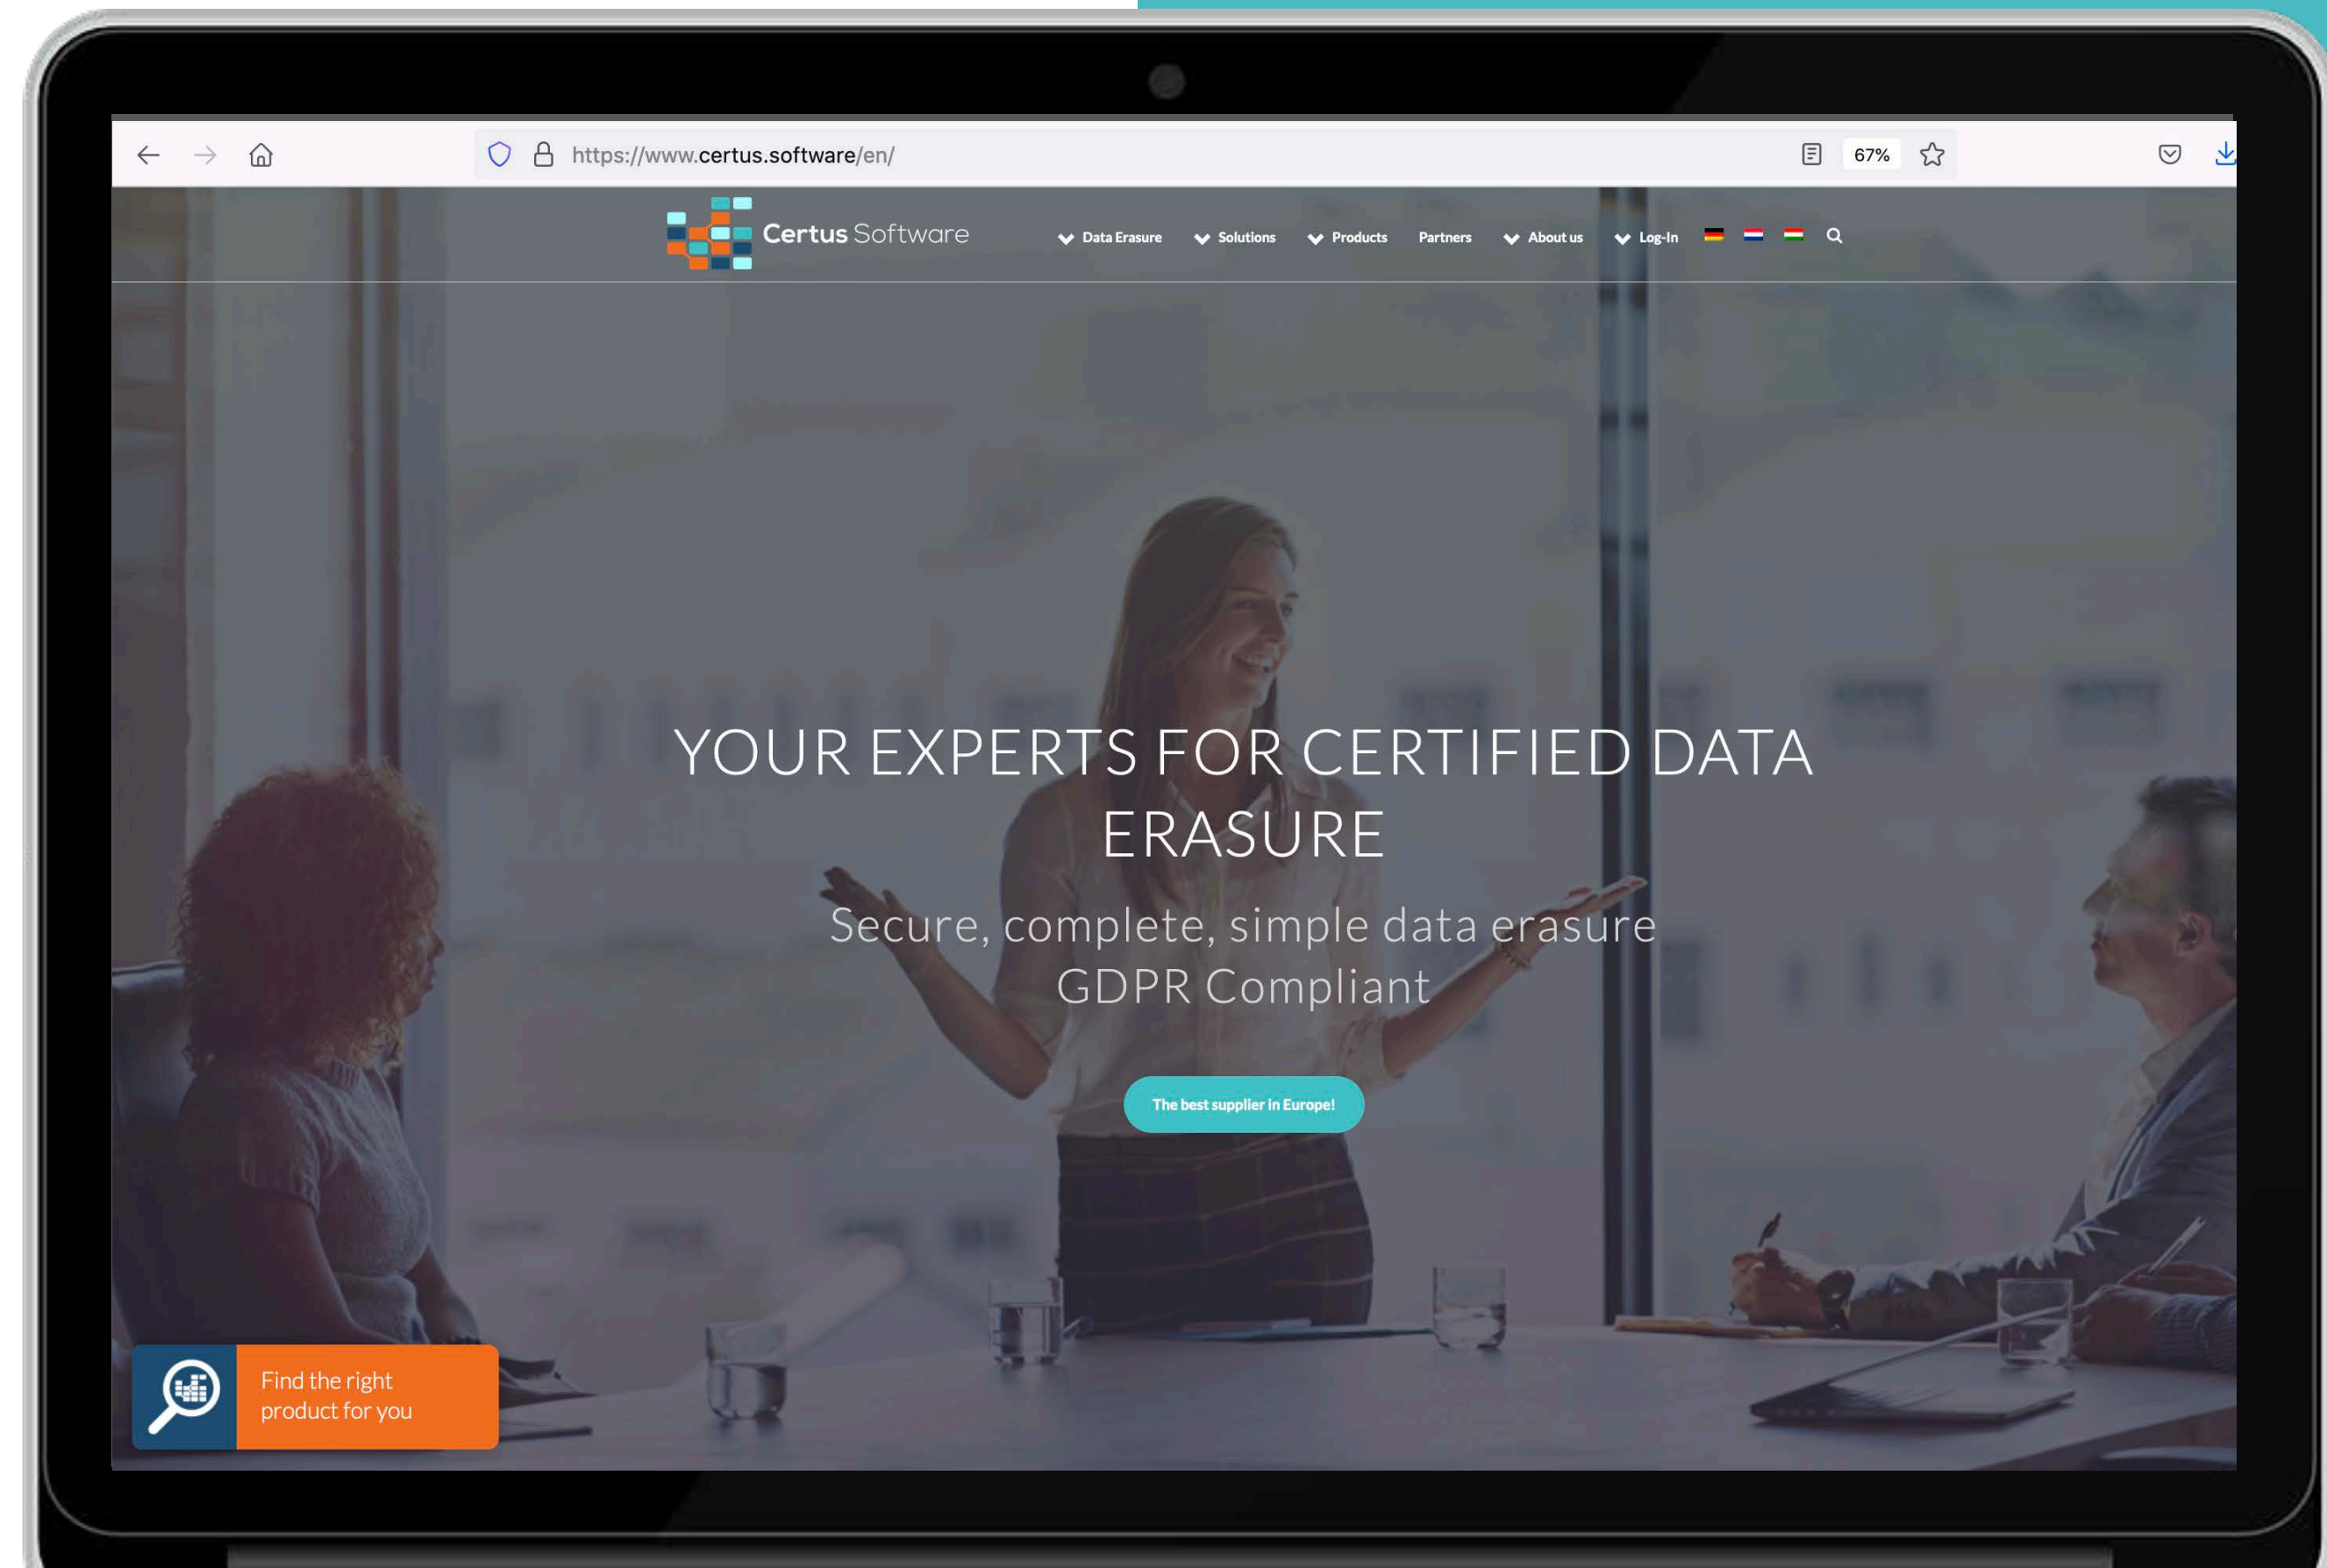 https://www.certus.software/en/
67%
Certus Software
Data Erasure
Solutions
Products
Partners
About us
Log-In
YOUR EXPERTS FOR CERTIFIED DATA
ERASURE
Secure, complete, simple data erasure
GDPR Compliant
The best supplier in Europe!
Find the right
product for you